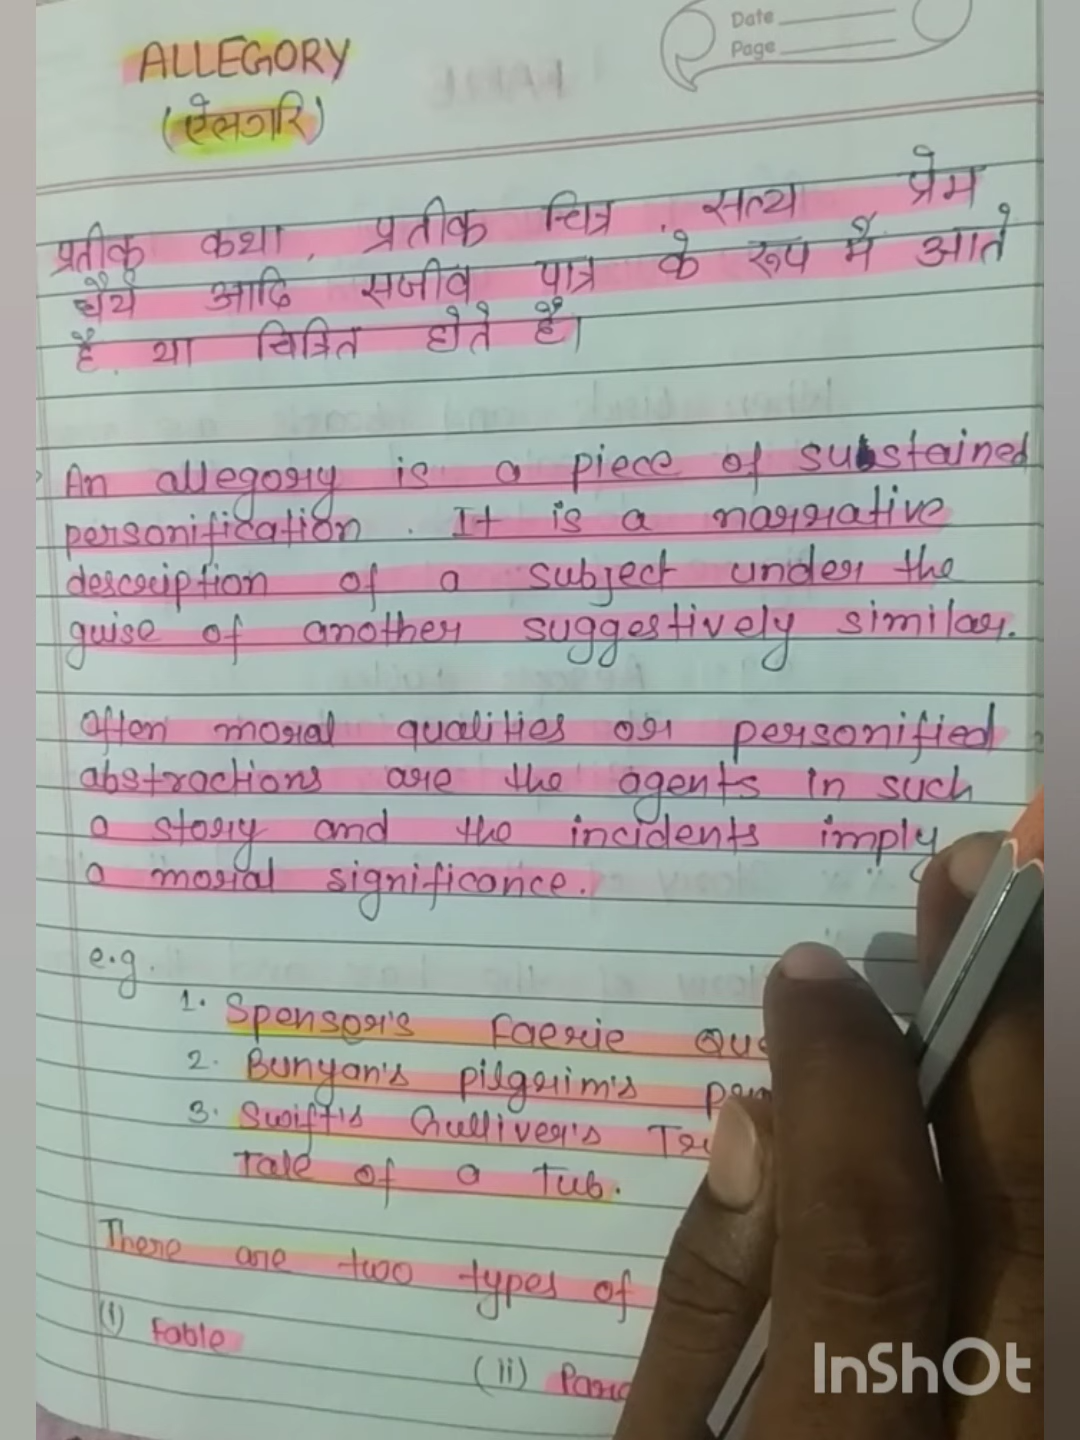 Date
Page
ALLEGORY
(ऐलगरि)
प्रतीक कथा, प्रतीक चित्र, सत्य प्रेम
धैर्य आदि सजीव पात्र के रूप में आते
हैं, या चित्रित होते हैं।
An allegory is a piece of sustained
personification. It is a narrative
description of a subject under the
guise of another suggestively similar.
Often moral qualities or personified
abstractions are the agents in such
a story and the incidents imply
a moral significance.
e.g.
1. Spenser's Faerie
2. Bunyan's pilgrim's
3. Swift's Gulliver's
Tale of a Tub.
There are two types of
(i) Fable
(ii)
InShOt